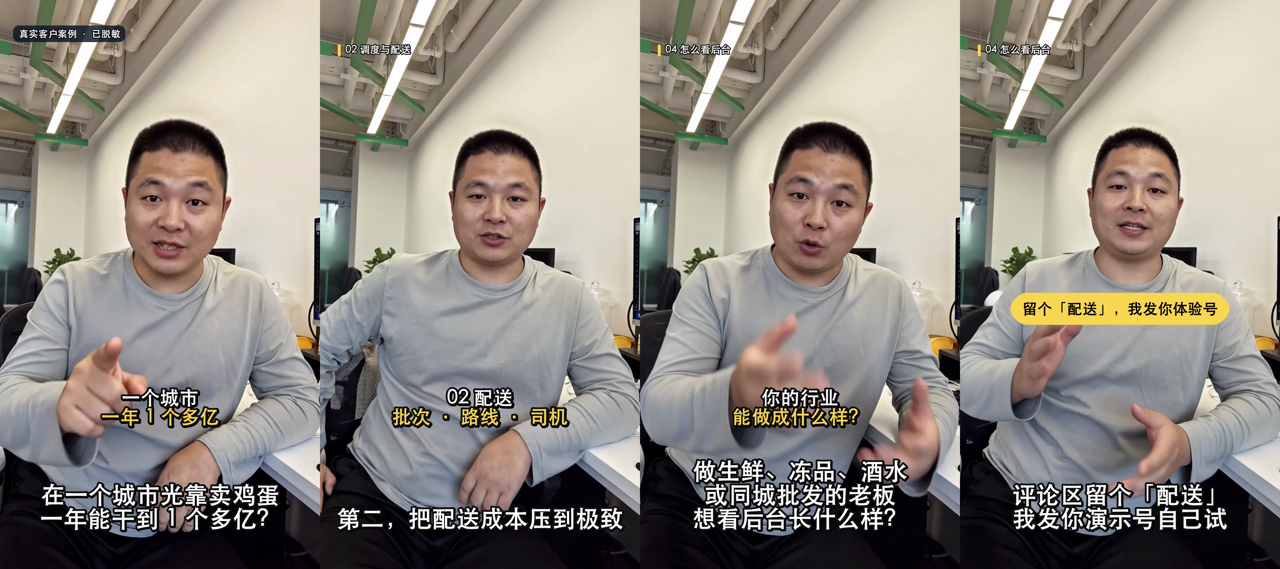 真实客户案例 · 已脱敏
一个城市
一年1个多亿
在一个城市光靠卖鸡蛋
一年能干到1个多亿?
02 调度与配送
02 配送
批次 · 路线 · 司机
第二，把配送成本压到极致
04 怎么看后台
你的行业
能做成什么样?
做生鲜、冻品、酒水
或同城批发的老板
想看后台长什么样?
04 怎么看后台
留个「配送」，我发你体验号
评论区留个「配送」
我发你演示号自己试